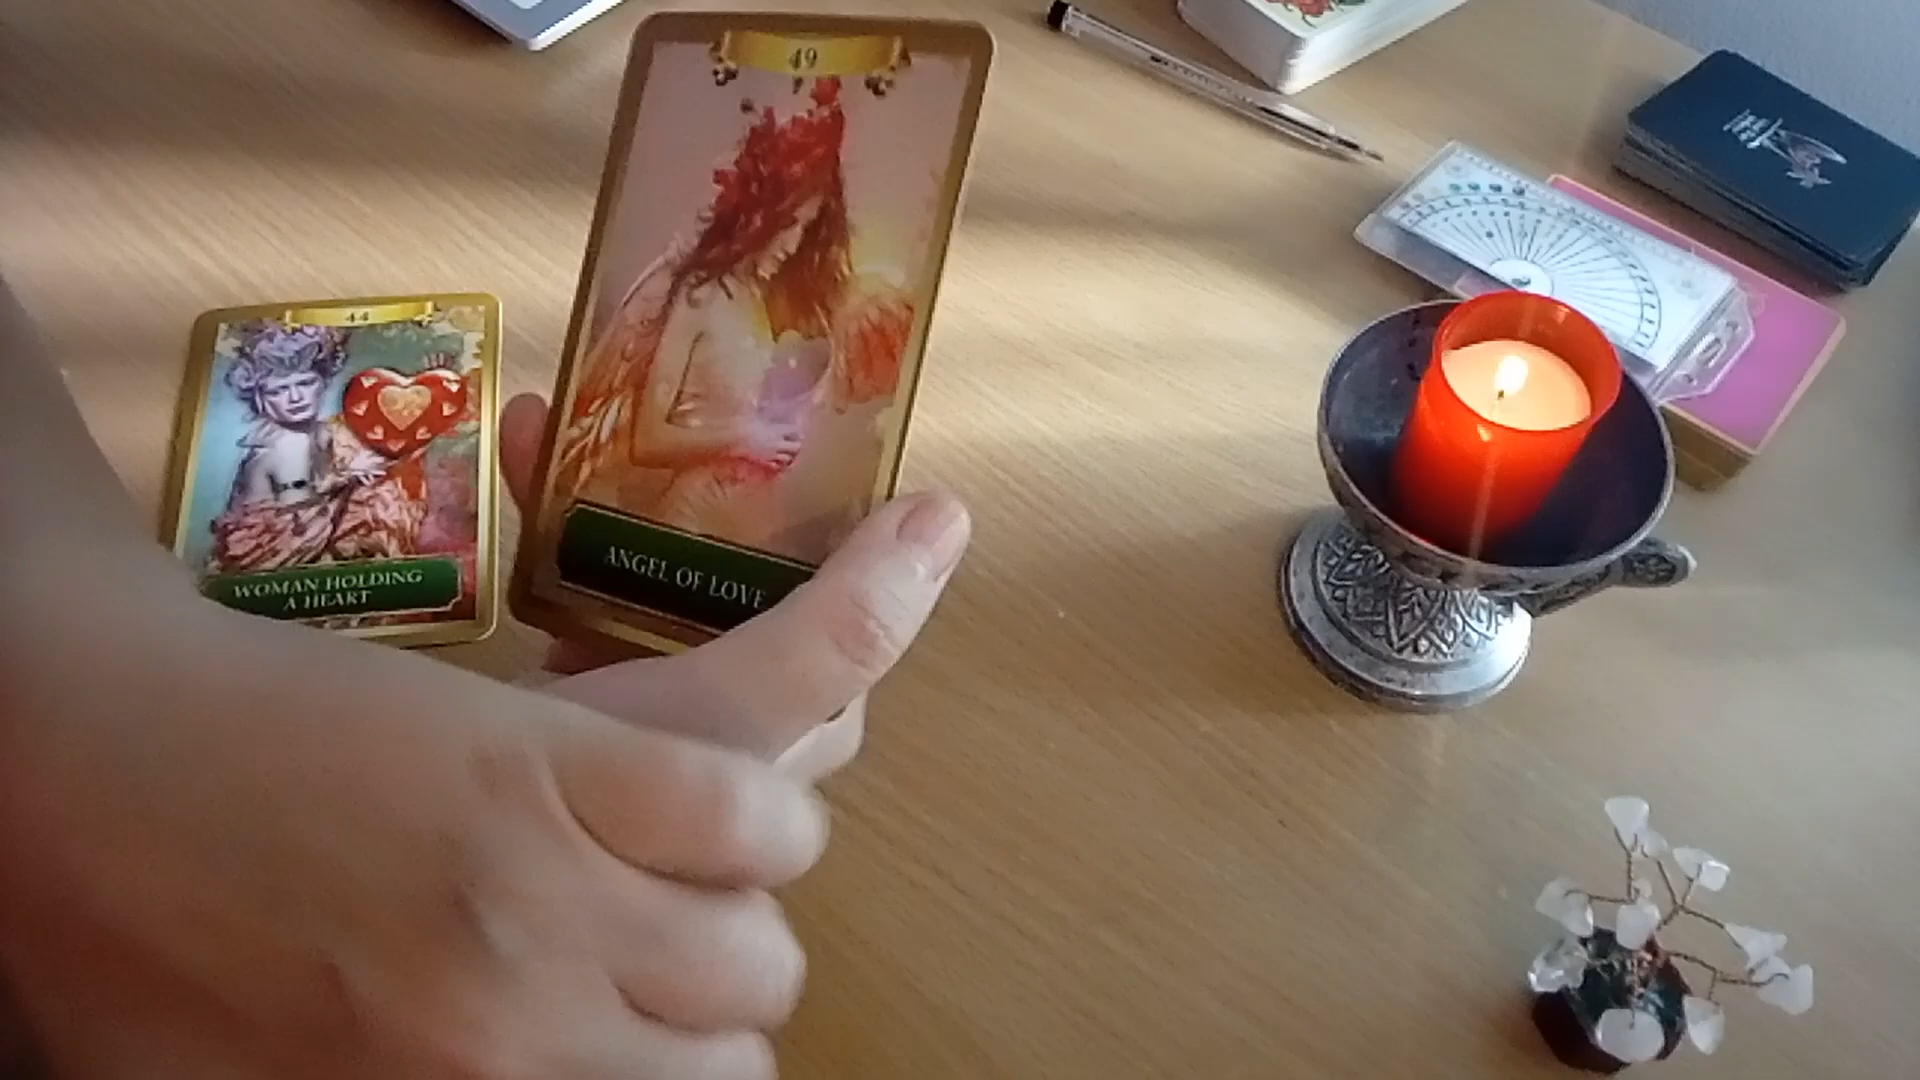 49
ANGEL OF LOVE
44
WOMAN HOLDING
A HEART